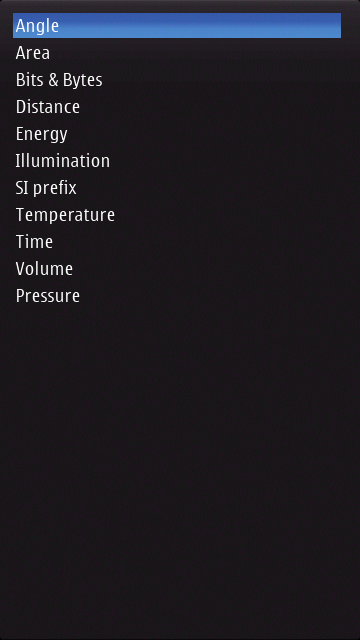 Angle
Area
Bits & Bytes
Distance
Energy
Illumination
SI prefix
Temperature
Time
Volume
Pressure